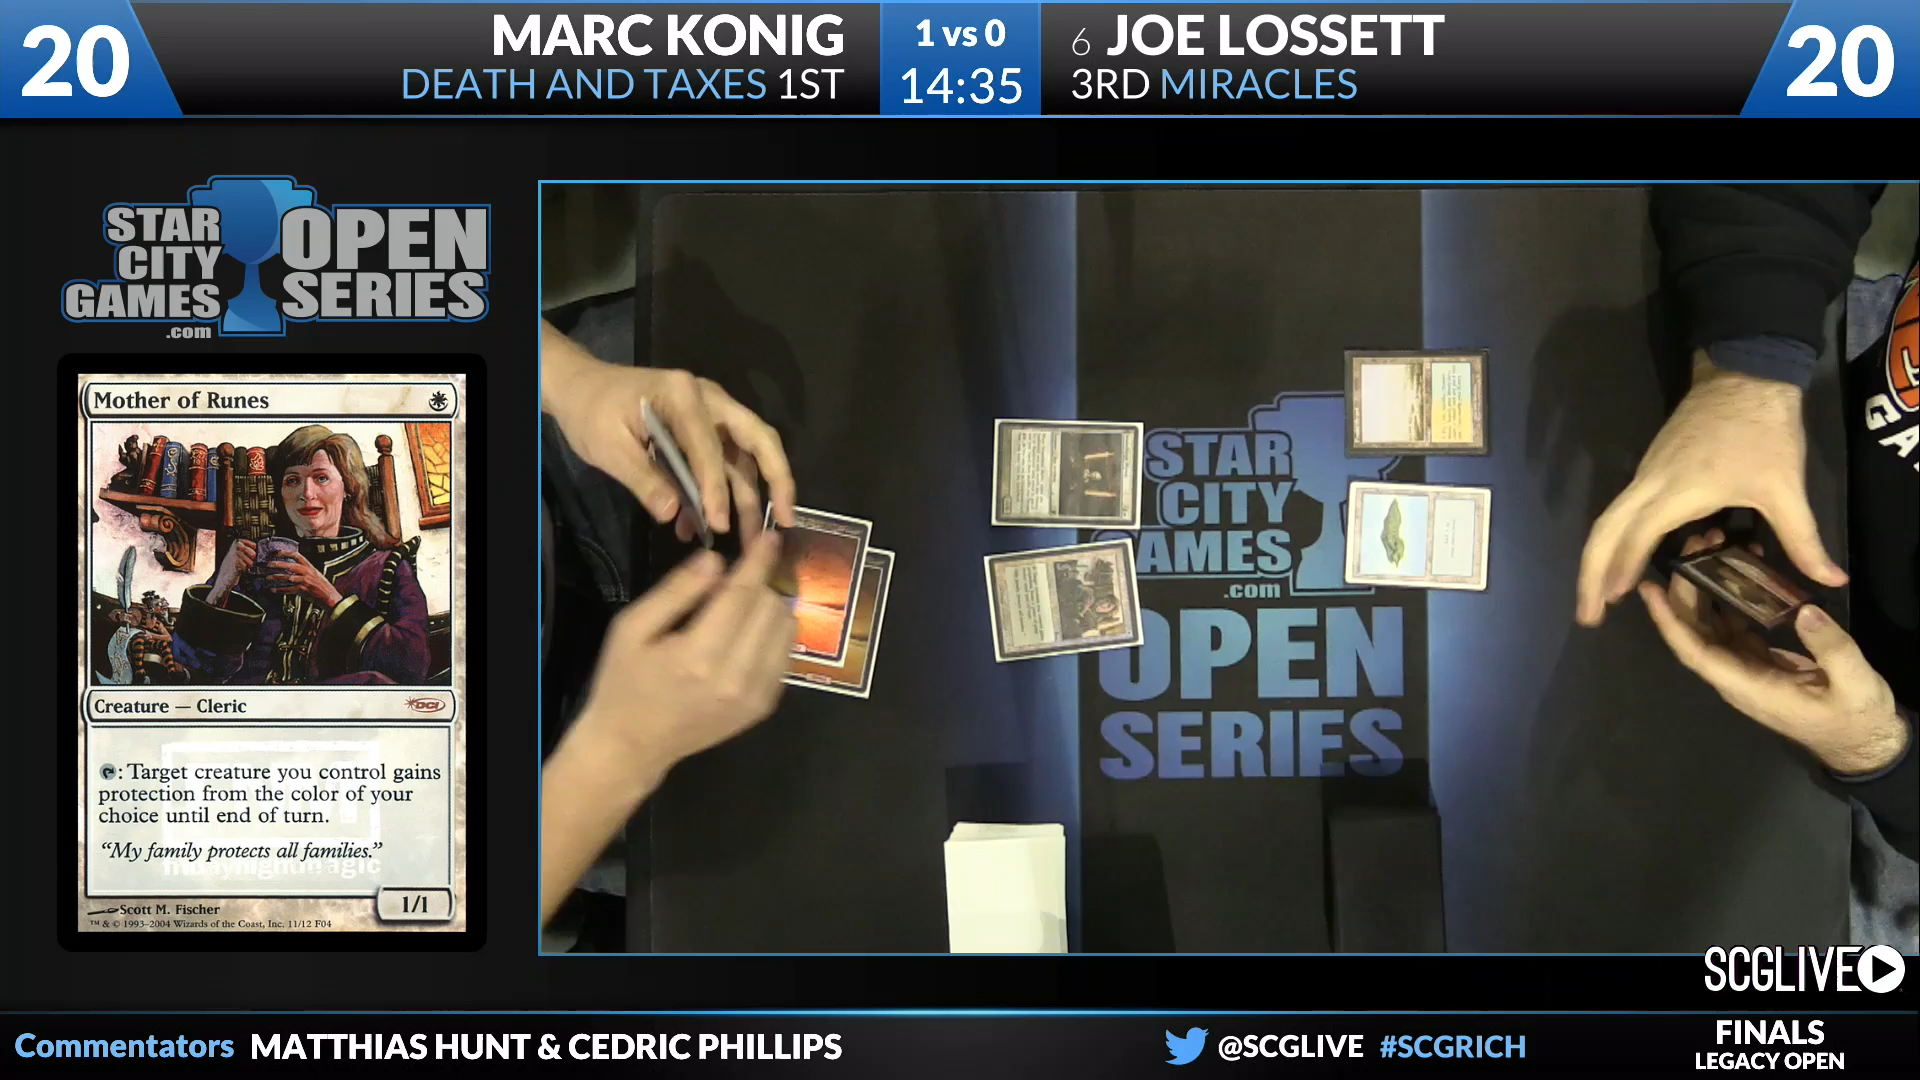 20
MARC KONIG
DEATH AND TAXES 1ST
1 vs 0
14:35
6 JOE LOSSETT
3RD MIRACLES
20
STAR CITY GAMES .com
OPEN SERIES
Mother of Runes
Creature — Cleric
DCI
: Target creature you control gains
protection from the color of your
choice until end of turn.
“My family protects all families.”
1/1
Scott M. Fischer
™ & © 1993–2004 Wizards of the Coast, Inc. 11/12 F04
STAR
CITY
GAMES
.com
OPEN
SERIES
SCGLIVE
Commentators MATTHIAS HUNT & CEDRIC PHILLIPS
@SCGLIVE #SCGRICH
FINALS
LEGACY OPEN